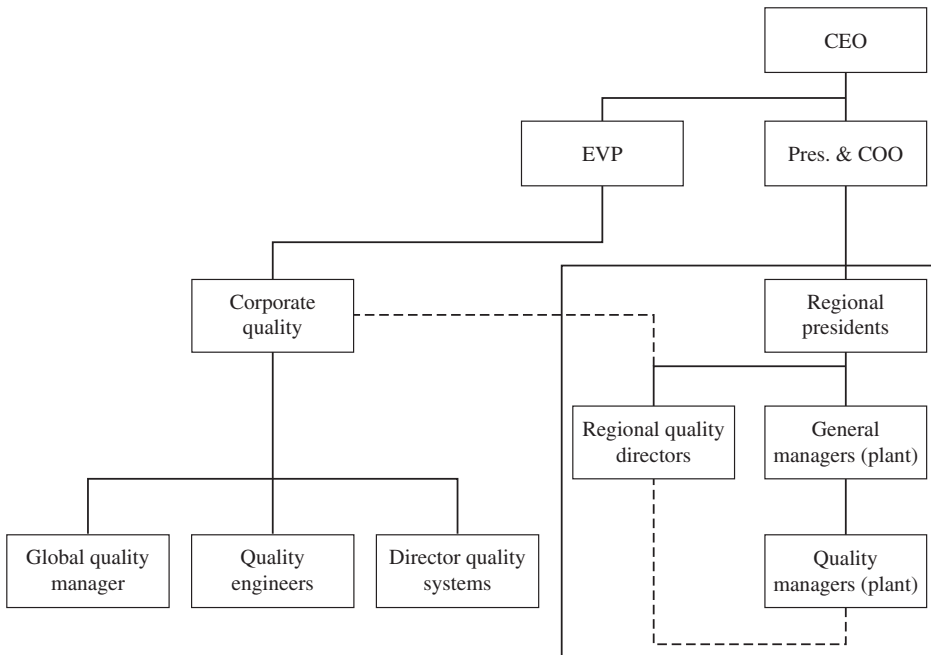 CEO
EVP
Pres. & COO
Corporate
quality
Regional
presidents
Regional quality
directors
General
managers (plant)
Global quality
manager
Quality
engineers
Director quality
systems
Quality
managers (plant)